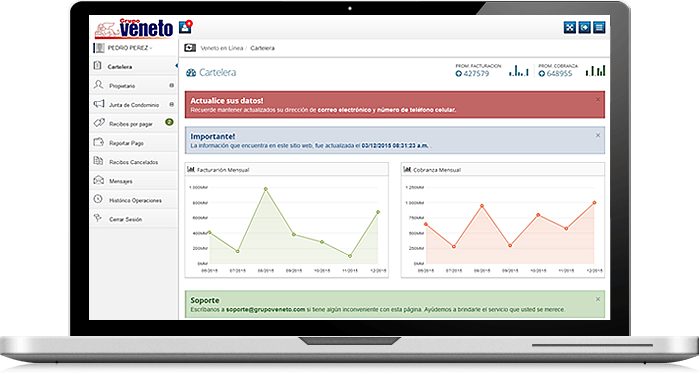 Grupo
veneto
PEDRO PEREZ
Cartelera
Propietario
Junta de Condominio
Recibos por pagar
2
Reportar Pago
Recibos Cancelados
Mensajes
Histórico Operaciones
Cerrar Sesión
Veneto en Línea / Cartelera
Cartelera
PROM. FACTURACION
427579
PROM. COBRANZA
648955
Actualice sus datos!
Recuerde mantener actualizados su dirección de correo electrónico y número de teléfono celular.
Importante!
La información que encuentra en este sitio web, fue actualizada el 03/12/2015 08:31:23 a.m.
Facturación Mensual
1.000MM
800MM
600MM
400MM
200MM
0MM
06/2015 07/2015 08/2015 09/2015 10/2015 11/2015 12/2015
Cobranza Mensual
1.000MM
800MM
600MM
400MM
200MM
0MM
06/2015 07/2015 08/2015 09/2015 10/2015 11/2015 12/2015
Soporte
Escríbanos a soporte@grupoveneto.com si tiene algún inconveniente con esta página. Ayúdenos a brindarle el servicio que usted se merece.